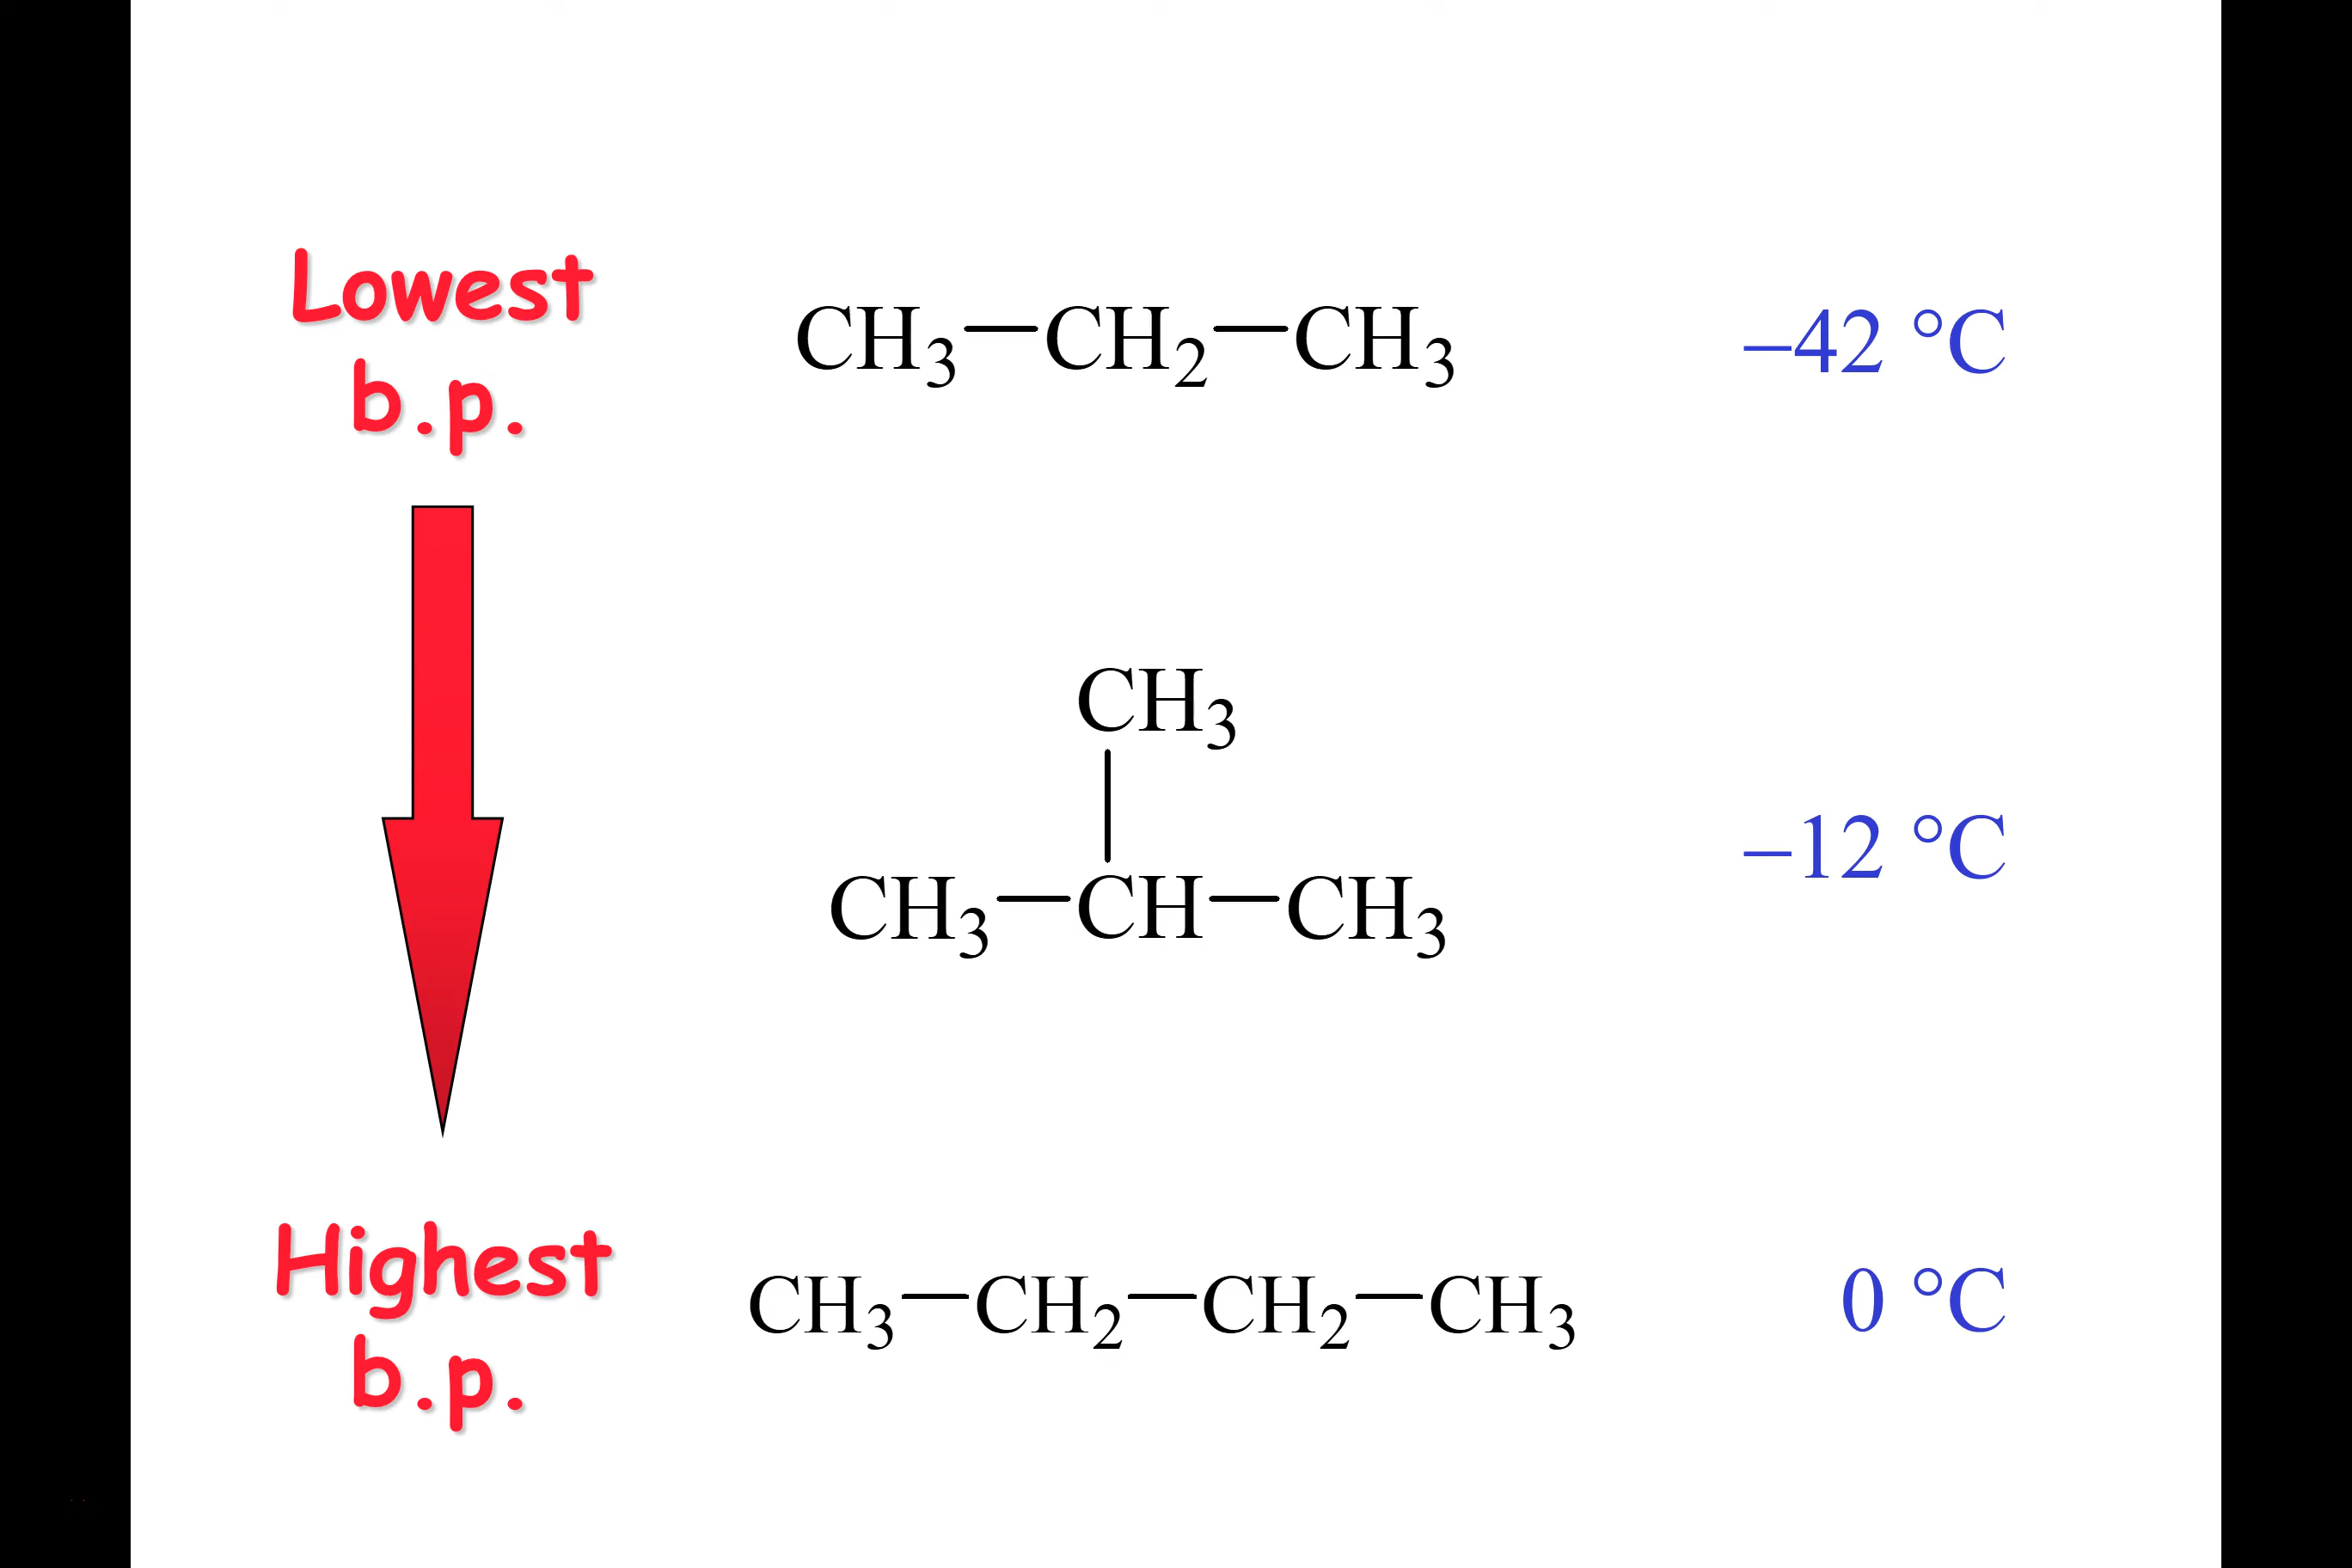 Lowest
b.p.
CH₃—CH₂—CH₃
–42 °C
CH₃
CH₃—CH—CH₃
–12 °C
Highest
b.p.
CH₃—CH₂—CH₂—CH₃
0 °C